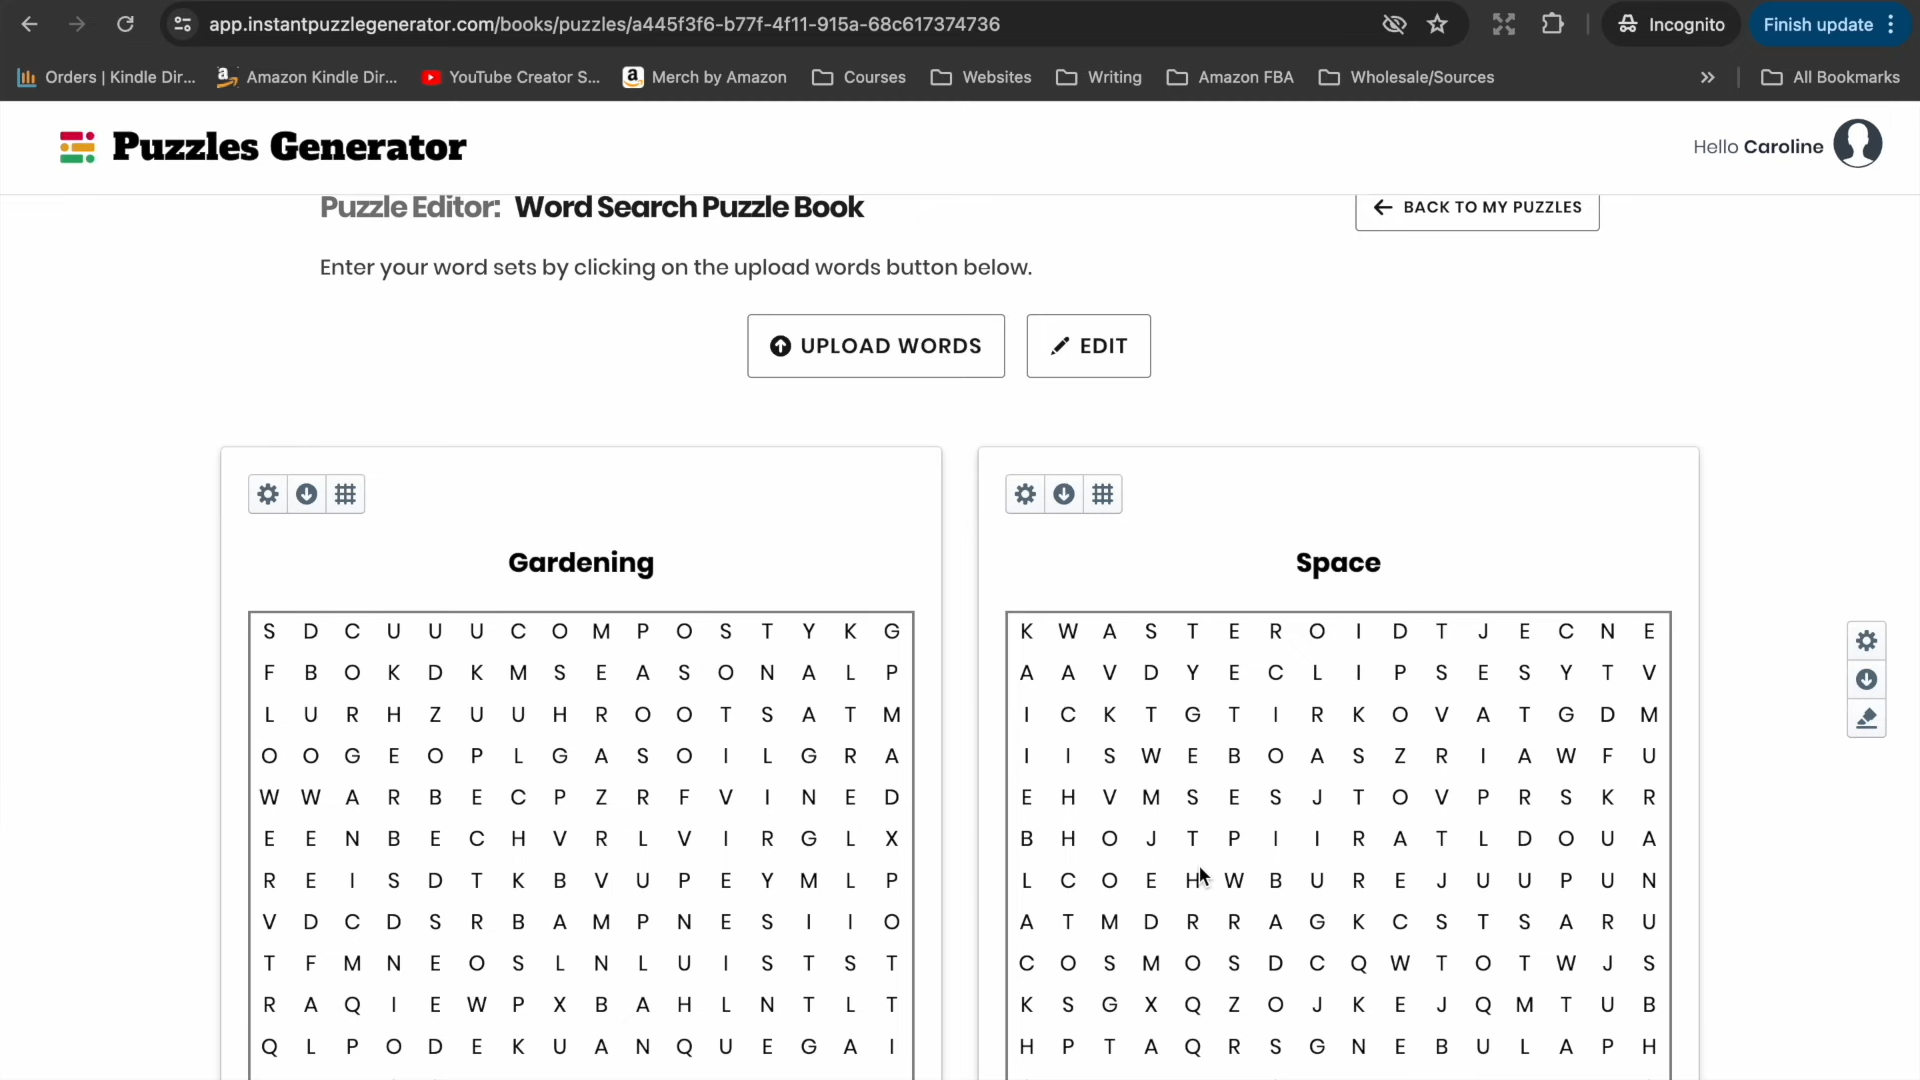 app.instantpuzzlegenerator.com/books/puzzles/a445f3f6-b77f-4f11-915a-68c617374736
Incognito
Finish update
Orders | Kindle Dir...
Amazon Kindle Dir...
YouTube Creator S...
Merch by Amazon
Courses
Websites
Writing
Amazon FBA
Wholesale/Sources
All Bookmarks
Puzzles Generator
Hello Caroline
Puzzle Editor: Word Search Puzzle Book
BACK TO MY PUZZLES
Enter your word sets by clicking on the upload words button below.
UPLOAD WORDS
EDIT
Gardening
S D C U U U C O M P O S T Y K G
F B O K D K M S E A S O N A L P
L U R H Z U U H R O O T S A T M
O O G E O P L G A S O I L G R A
W W A R B E C P Z R F V I N E D
E E N B E C H V R L V I R G L X
R E I S D T K B V U P E Y M L P
V D C D S R B A M P N E S I I O
T F M N E O S L N L U I S T S T
R A Q I E W P X B A H L N T L T
Q L P O D E K U A N Q U E G A I
Space
K W A S T E R O I D T J E C N E
A A V D Y E C L I P S E S Y T V
I C K T G T I R K O V A T G D M
I I S W E B O A S Z R I A W F U
E H V M S E S J T O V P R S K R
B H O J T P I I R A T L D O U A
L C O E H W B U R E J U U P U N
A T M D R R A G K C S T S A R U
C O S M O S D C Q W T O T W J S
K S G X Q Z O J K E J Q M T U B
H P T A Q R S G N E B U L A P H